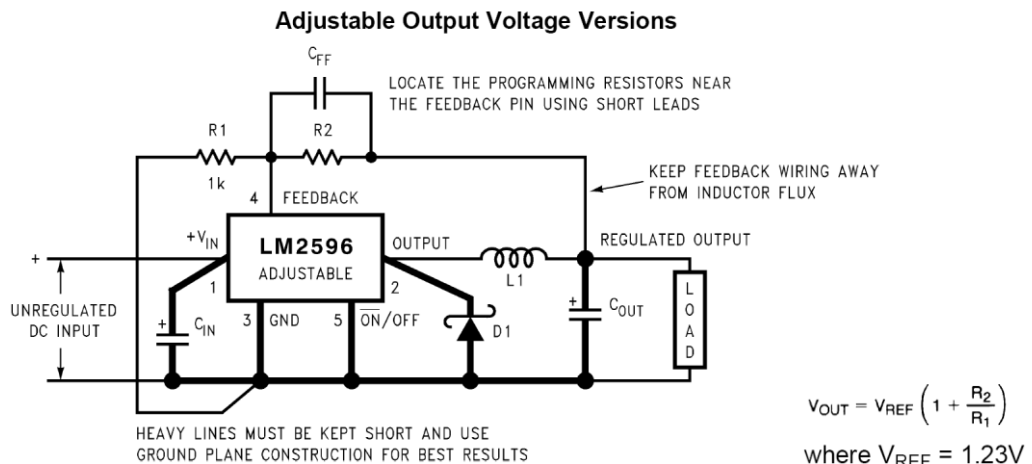 Adjustable Output Voltage Versions
CFF
LOCATE THE PROGRAMMING RESISTORS NEAR
THE FEEDBACK PIN USING SHORT LEADS
R1
R2
1k
KEEP FEEDBACK WIRING AWAY
FROM INDUCTOR FLUX
4 FEEDBACK
+VIN
LM2596
ADJUSTABLE
OUTPUT
REGULATED OUTPUT
+
1
2
L1
UNREGULATED
DC INPUT
+
CIN
3 GND
5 ON/OFF
D1
+
COUT
LOAD
HEAVY LINES MUST BE KEPT SHORT AND USE
GROUND PLANE CONSTRUCTION FOR BEST RESULTS
VOUT = VREF (1 + R2/R1)
where VREF = 1.23V